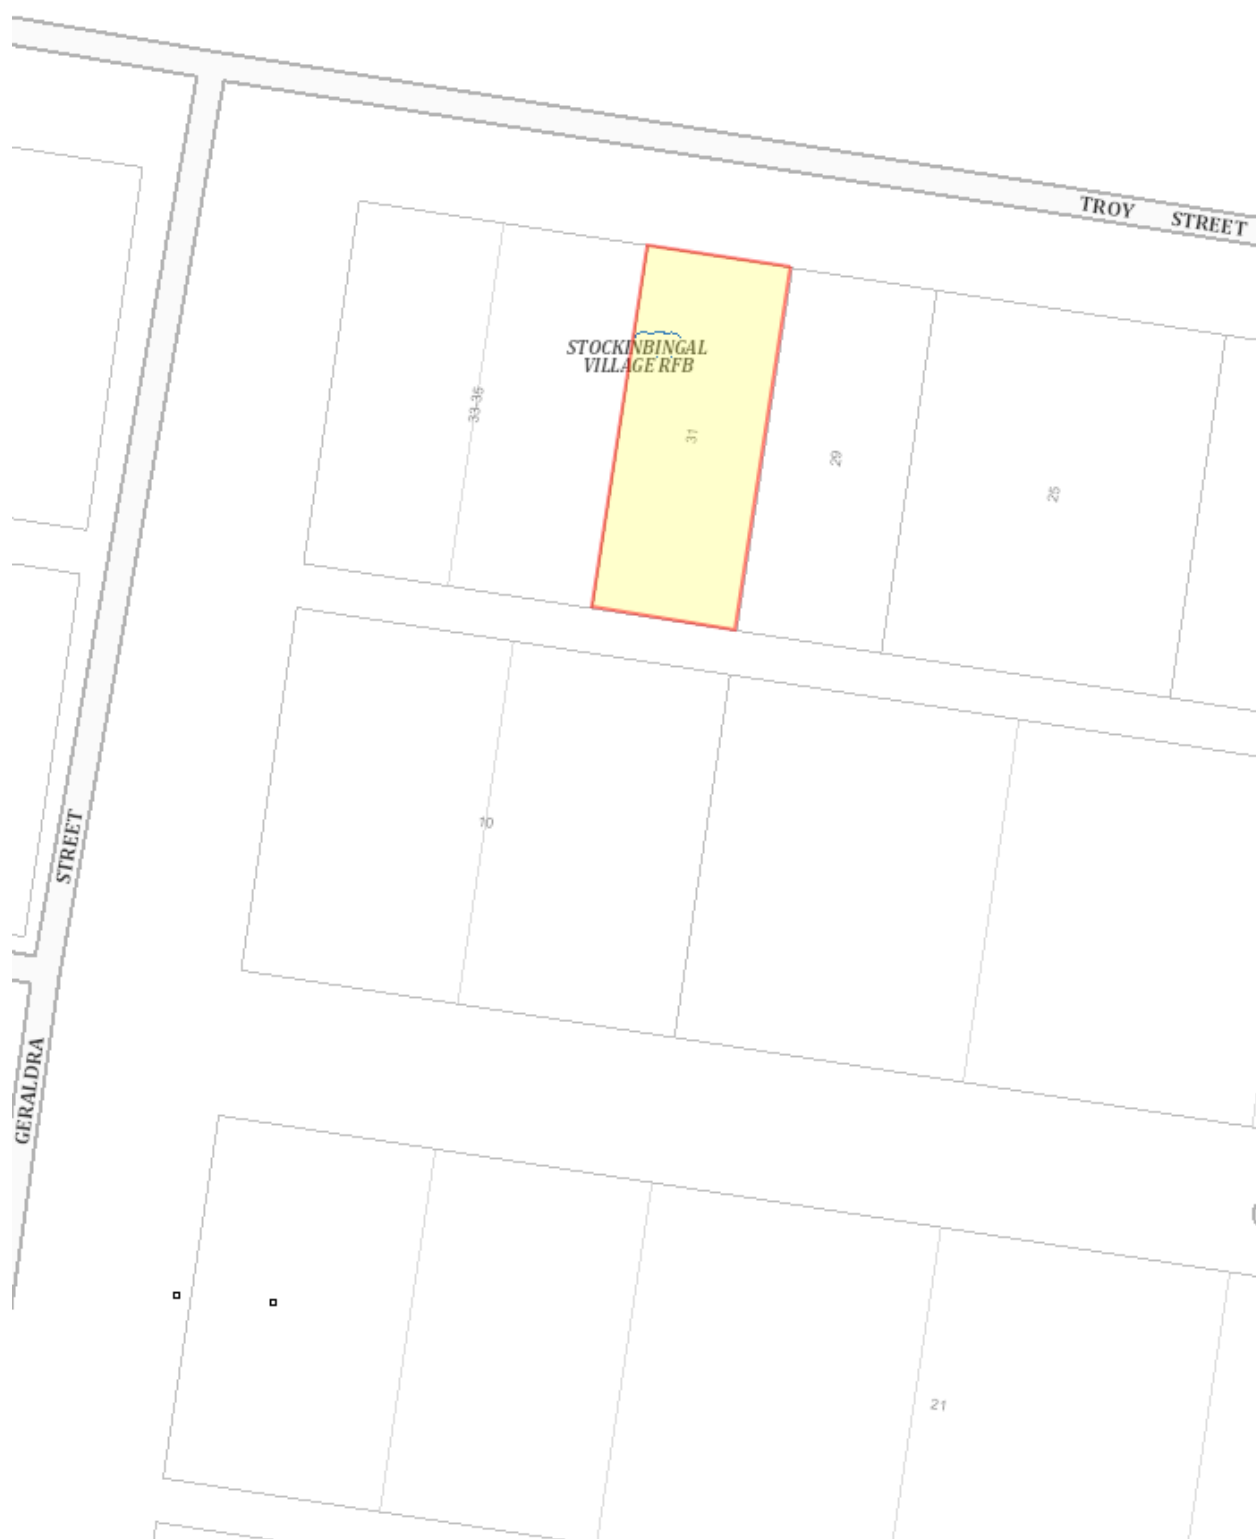 TROY STREET
STOCKINBINGAL
VILLAGE RFB
33-35
31
29
25
10
STREET
GERALDRA
21